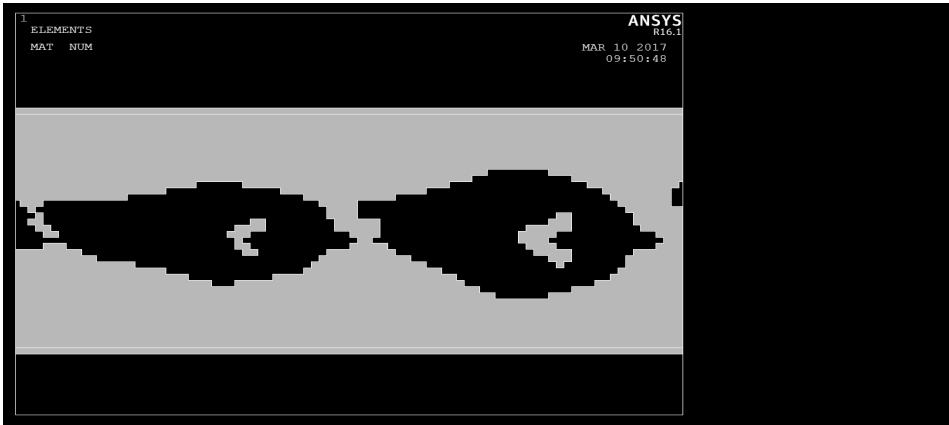 1
ELEMENTS
MAT NUM
ANSYS
R16.1
MAR 10 2017
09:50:48